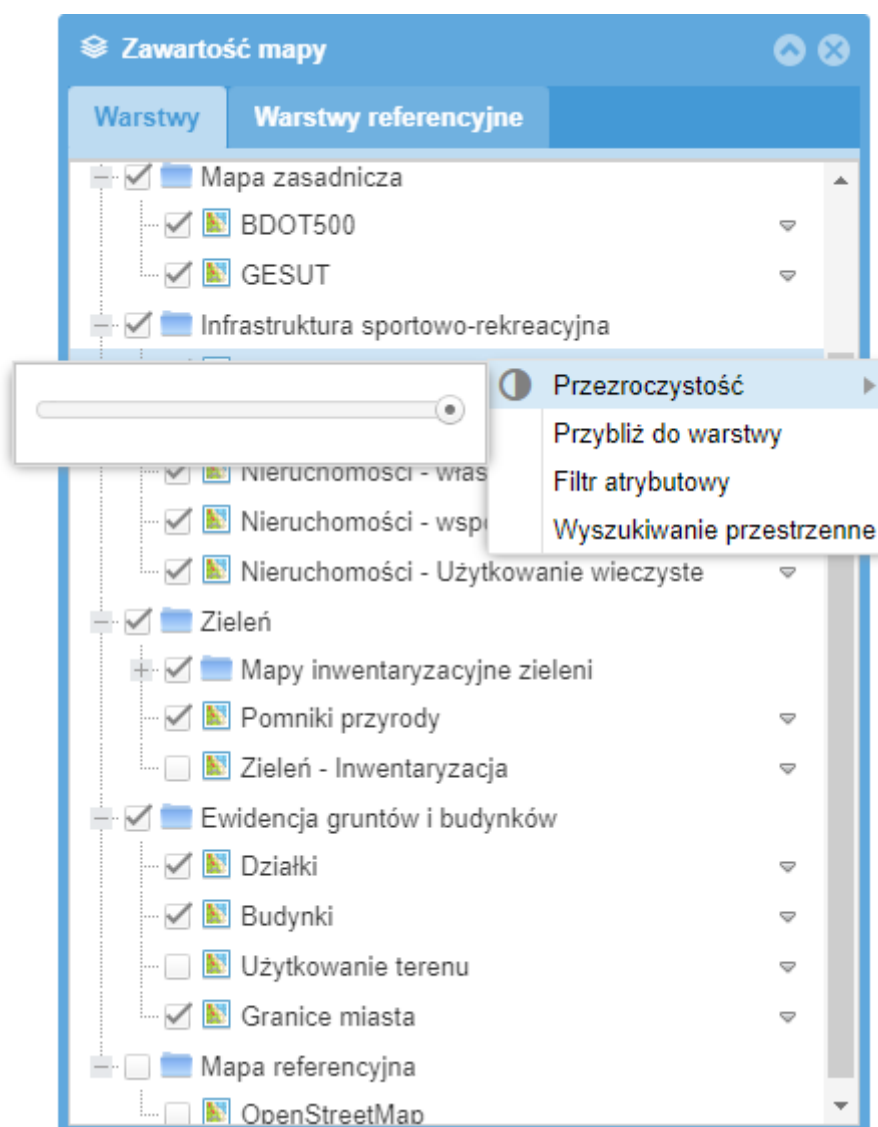 Zawartość mapy
Warstwy
Warstwy referencyjne
Mapa zasadnicza
BDOT500
GESUT
Infrastruktura sportowo-rekreacyjna
Przezroczystość
Przybliż do warstwy
Filtr atrybutowy
Wyszukiwanie przestrzenne
Nieruchomości -
Nieruchomości -
Nieruchomości - Użytkowanie wieczyste
Zieleń
Mapy inwentaryzacyjne zieleni
Pomniki przyrody
Zieleń - Inwentaryzacja
Ewidencja gruntów i budynków
Działki
Budynki
Użytkowanie terenu
Granice miasta
Mapa referencyjna
OpenStreetMap